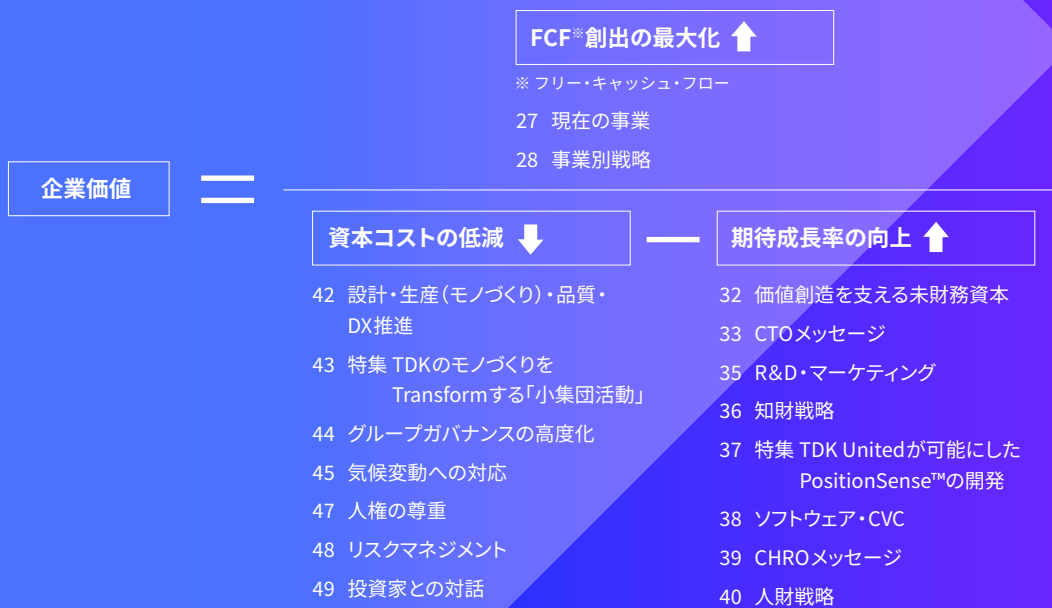 FCF※創出の最大化
※ フリー・キャッシュ・フロー
27 現在の事業
28 事業別戦略
企業価値
資本コストの低減
42 設計・生産（モノづくり）・品質・
DX推進
43 特集 TDKのモノづくりを
Transformする「小集団活動」
44 グループガバナンスの高度化
45 気候変動への対応
47 人権の尊重
48 リスクマネジメント
49 投資家との対話
期待成長率の向上
32 価値創造を支える未財務資本
33 CTOメッセージ
35 R&D・マーケティング
36 知財戦略
37 特集 TDK Unitedが可能にした
PositionSense™の開発
38 ソフトウェア・CVC
39 CHROメッセージ
40 人財戦略